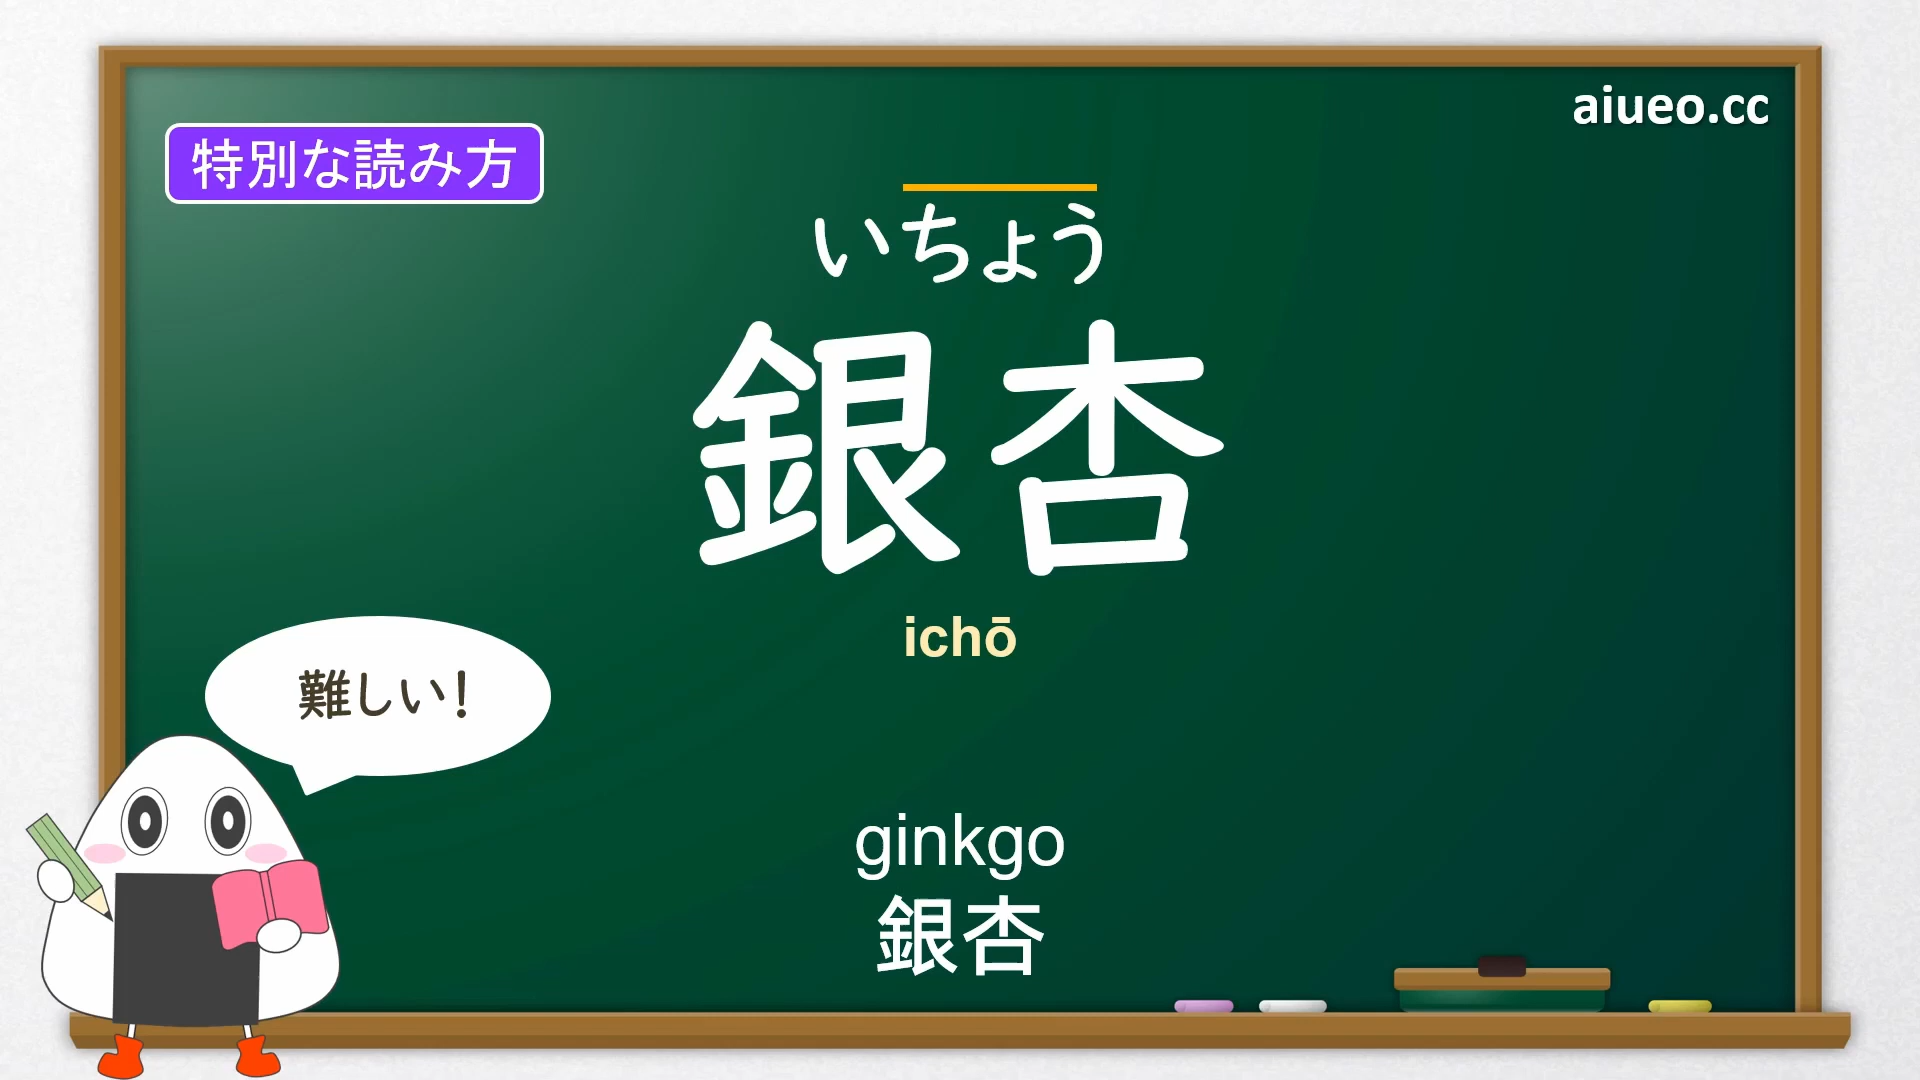 aiueo.cc
特別な読み方
いちょう
銀杏
ichō
難しい!
ginkgo
銀杏